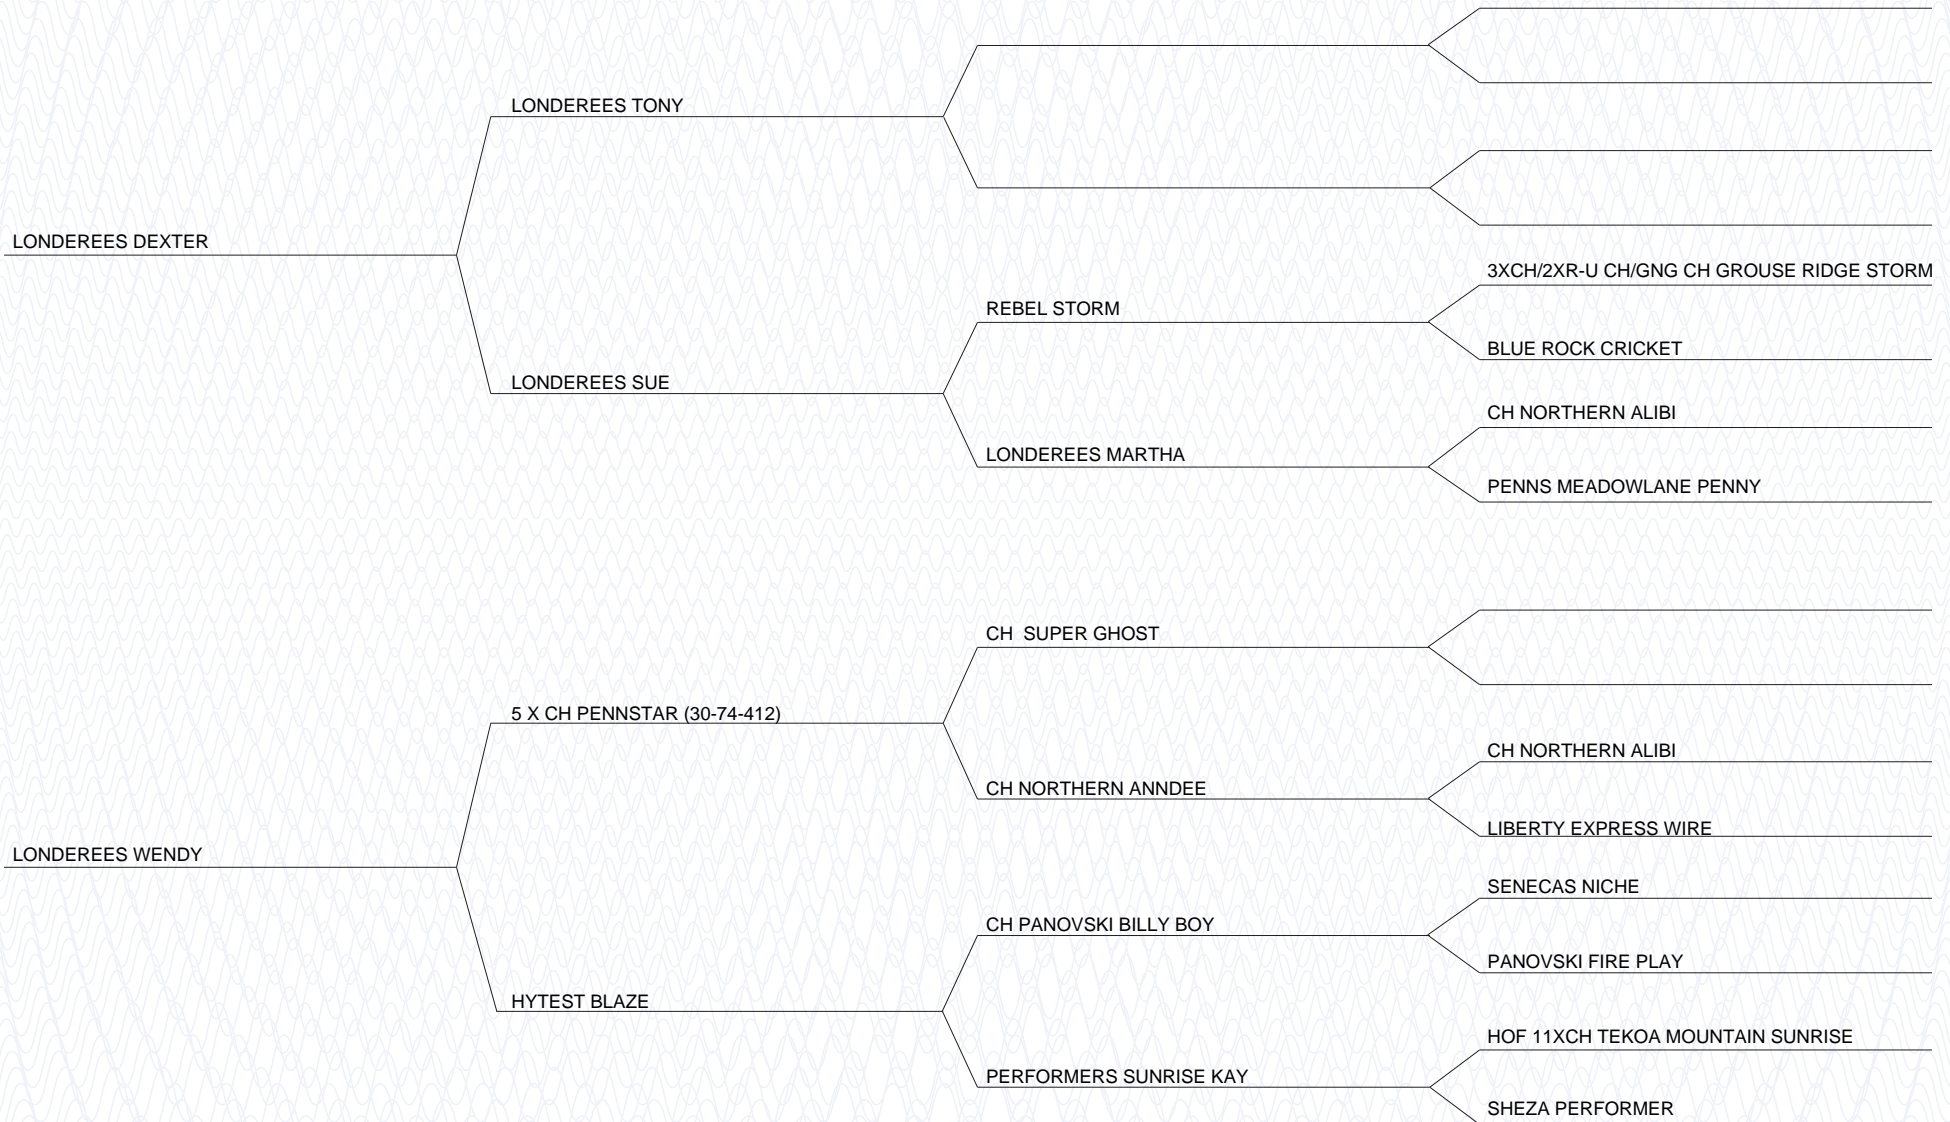 LONDEREES TONY
LONDEREES DEXTER
3XCH/2XR-U CH/GNG CH GROUSE RIDGE STORM
REBEL STORM
BLUE ROCK CRICKET
LONDEREES SUE
CH NORTHERN ALIBI
LONDEREES MARTHA
PENNS MEADOWLANE PENNY
CH  SUPER GHOST
5 X CH PENNSTAR (30-74-412)
CH NORTHERN ALIBI
CH NORTHERN ANNDEE
LIBERTY EXPRESS WIRE
LONDEREES WENDY
SENECAS NICHE
CH PANOVSKI BILLY BOY
PANOVSKI FIRE PLAY
HYTEST BLAZE
HOF 11XCH TEKOA MOUNTAIN SUNRISE
PERFORMERS SUNRISE KAY
SHEZA PERFORMER